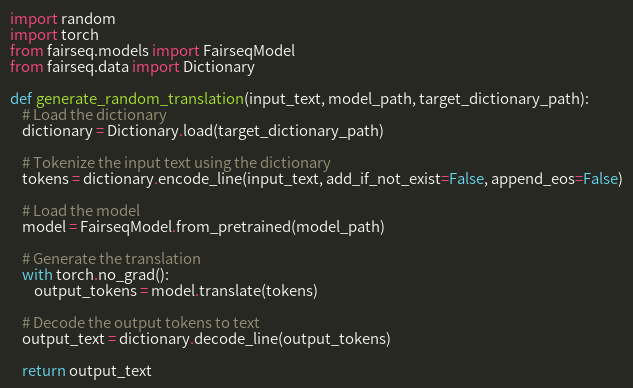 import random
import torch
from fairseq.models import FairseqModel
from fairseq.data import Dictionary

def generate_random_translation(input_text, model_path, target_dictionary_path):
    # Load the dictionary
    dictionary = Dictionary.load(target_dictionary_path)

    # Tokenize the input text using the dictionary
    tokens = dictionary.encode_line(input_text, add_if_not_exist=False, append_eos=False)

    # Load the model
    model = FairseqModel.from_pretrained(model_path)

    # Generate the translation
    with torch.no_grad():
        output_tokens = model.translate(tokens)

    # Decode the output tokens to text
    output_text = dictionary.decode_line(output_tokens)

    return output_text